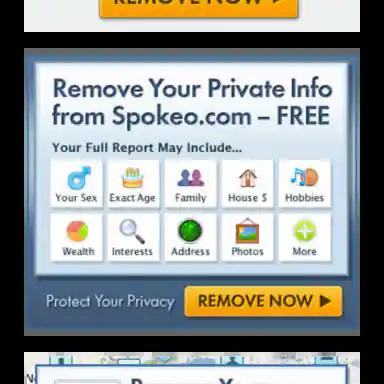 REMOVE NOW ▶
Remove Your Private Info
from Spokeo.com – FREE
Your Full Report May Include...
Your Sex Exact Age Family House $ Hobbies
Wealth Interests Address Photos More
Protect Your Privacy REMOVE NOW ▶